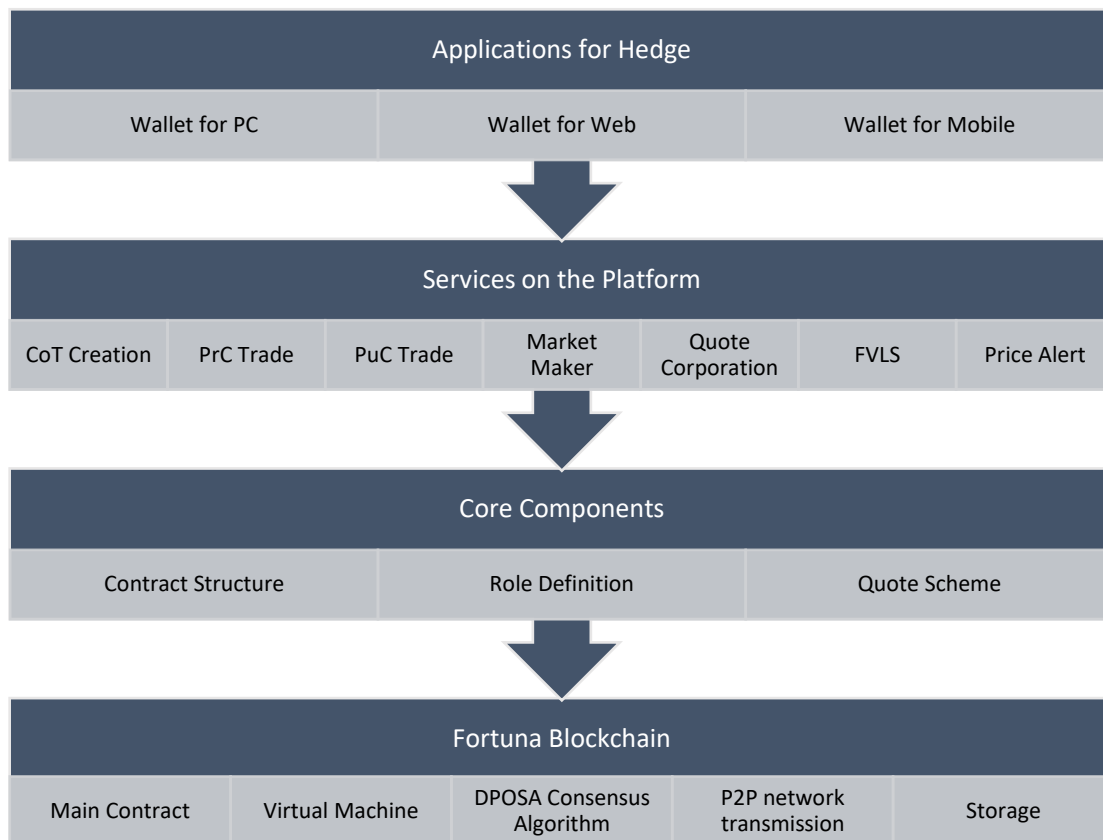 Applications for Hedge
Wallet for PC
Wallet for Web
Wallet for Mobile
Services on the Platform
CoT Creation
PrC Trade
PuC Trade
Market
Maker
Quote
Corporation
FVLS
Price Alert
Core Components
Contract Structure
Role Definition
Quote Scheme
Fortuna Blockchain
Main Contract
Virtual Machine
DPOSA Consensus
Algorithm
P2P network
transmission
Storage